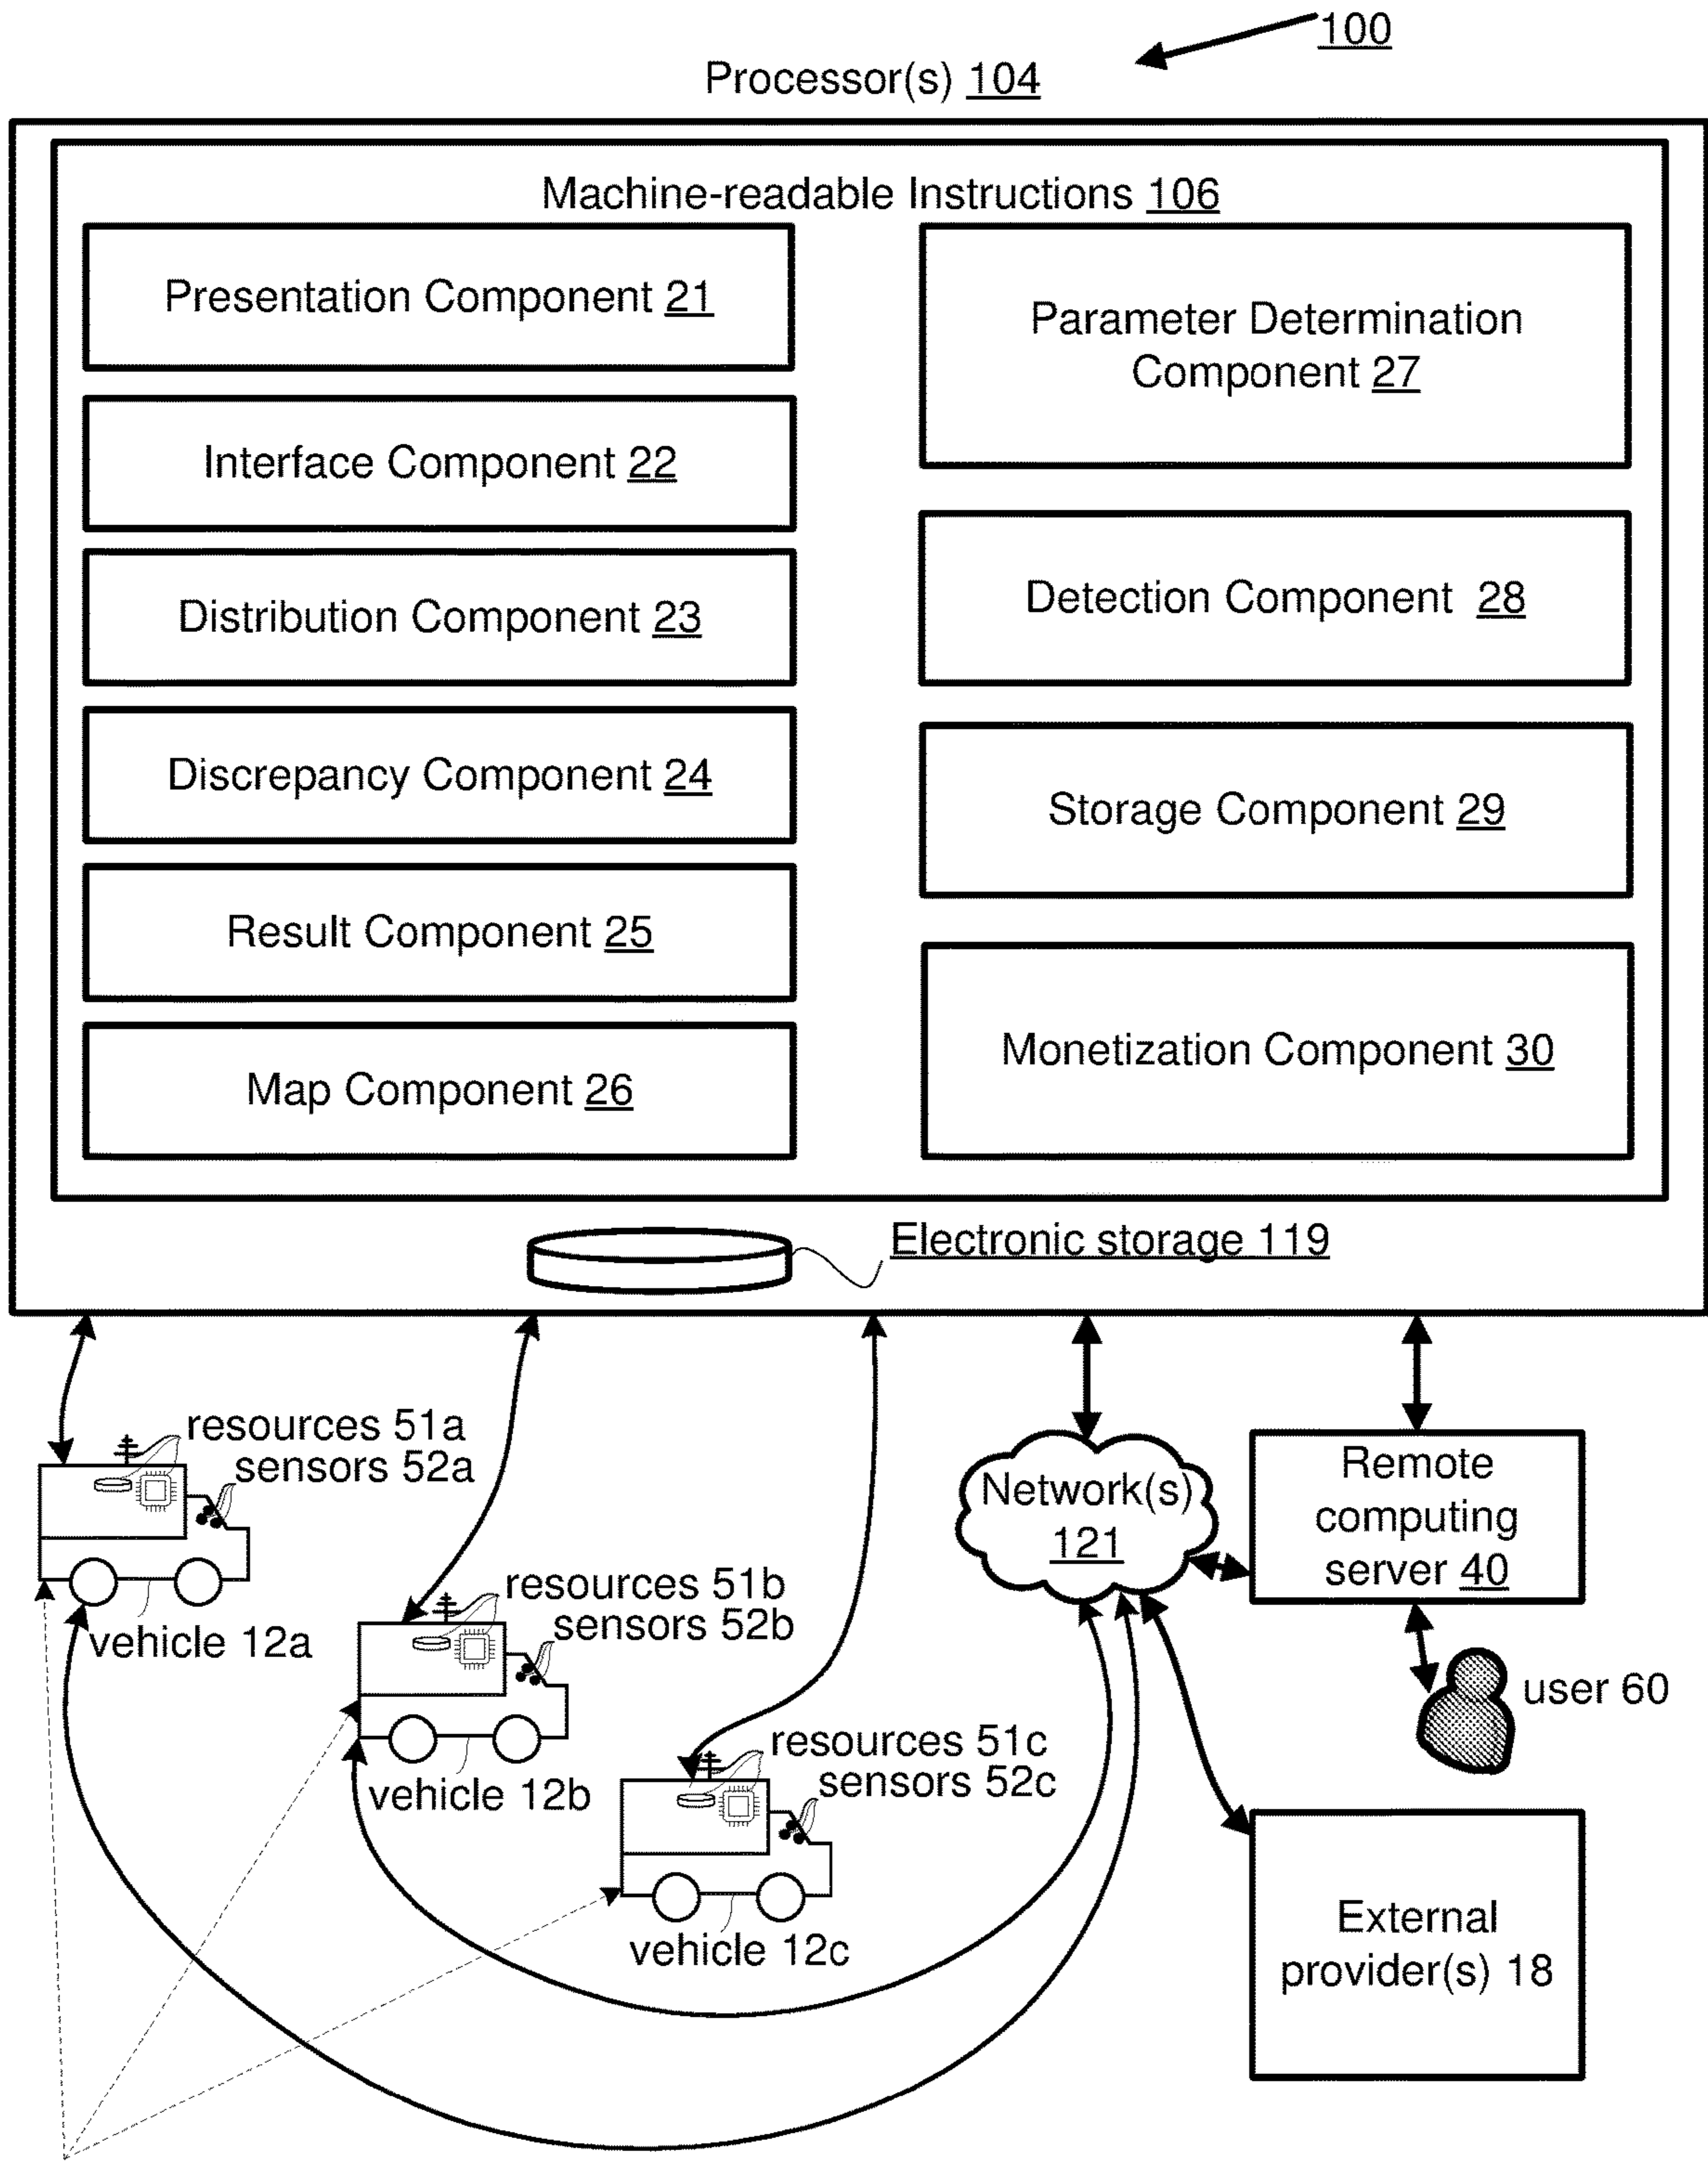 100
Processor(s) 104
Machine-readable Instructions 106
Presentation Component 21
Interface Component 22
Distribution Component 23
Discrepancy Component 24
Result Component 25
Map Component 26
Parameter Determination
Component 27
Detection Component 28
Storage Component 29
Monetization Component 30
Electronic storage 119
resources 51a
sensors 52a
vehicle 12a
resources 51b
sensors 52b
vehicle 12b
resources 51c
sensors 52c
vehicle 12c
Network(s)
121
Remote
computing
server 40
user 60
External
provider(s) 18